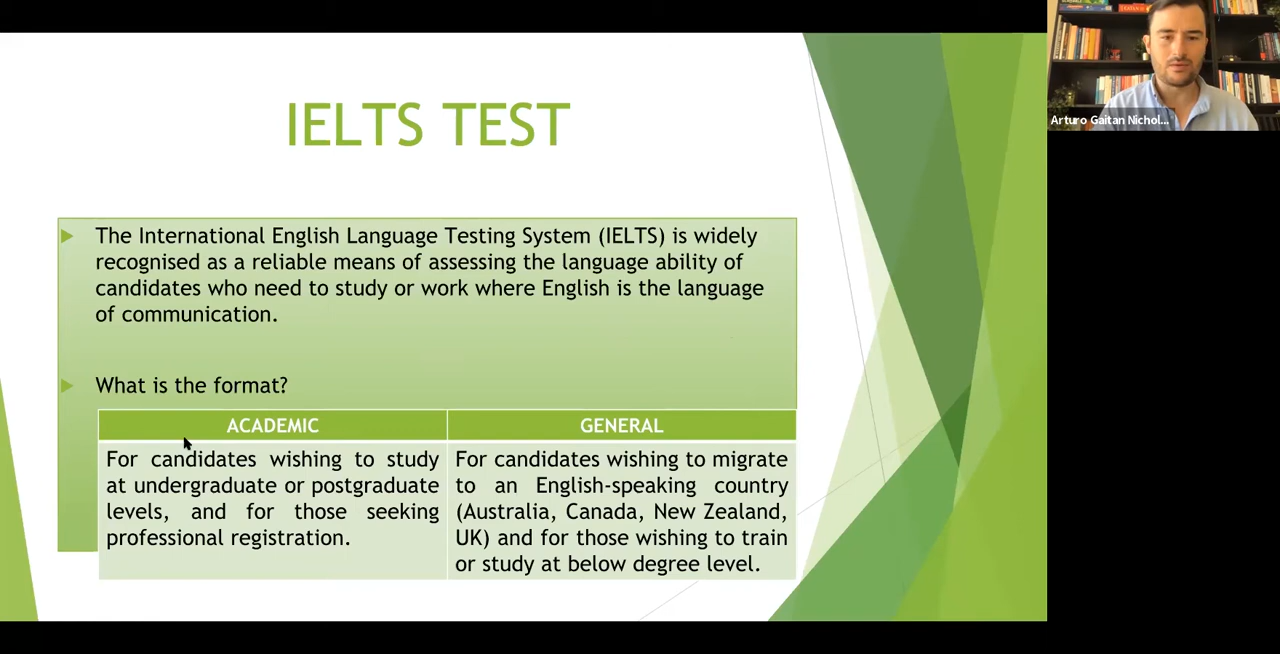 IELTS TEST
The International English Language Testing System (IELTS) is widely
recognised as a reliable means of assessing the language ability of
candidates who need to study or work where English is the language
of communication.
What is the format?
ACADEMIC
For candidates wishing to study
at undergraduate or postgraduate
levels, and for those seeking
professional registration.
GENERAL
For candidates wishing to migrate
to an English-speaking country
(Australia, Canada, New Zealand,
UK) and for those wishing to train
or study at below degree level.
Arturo Gaitan Nichol...